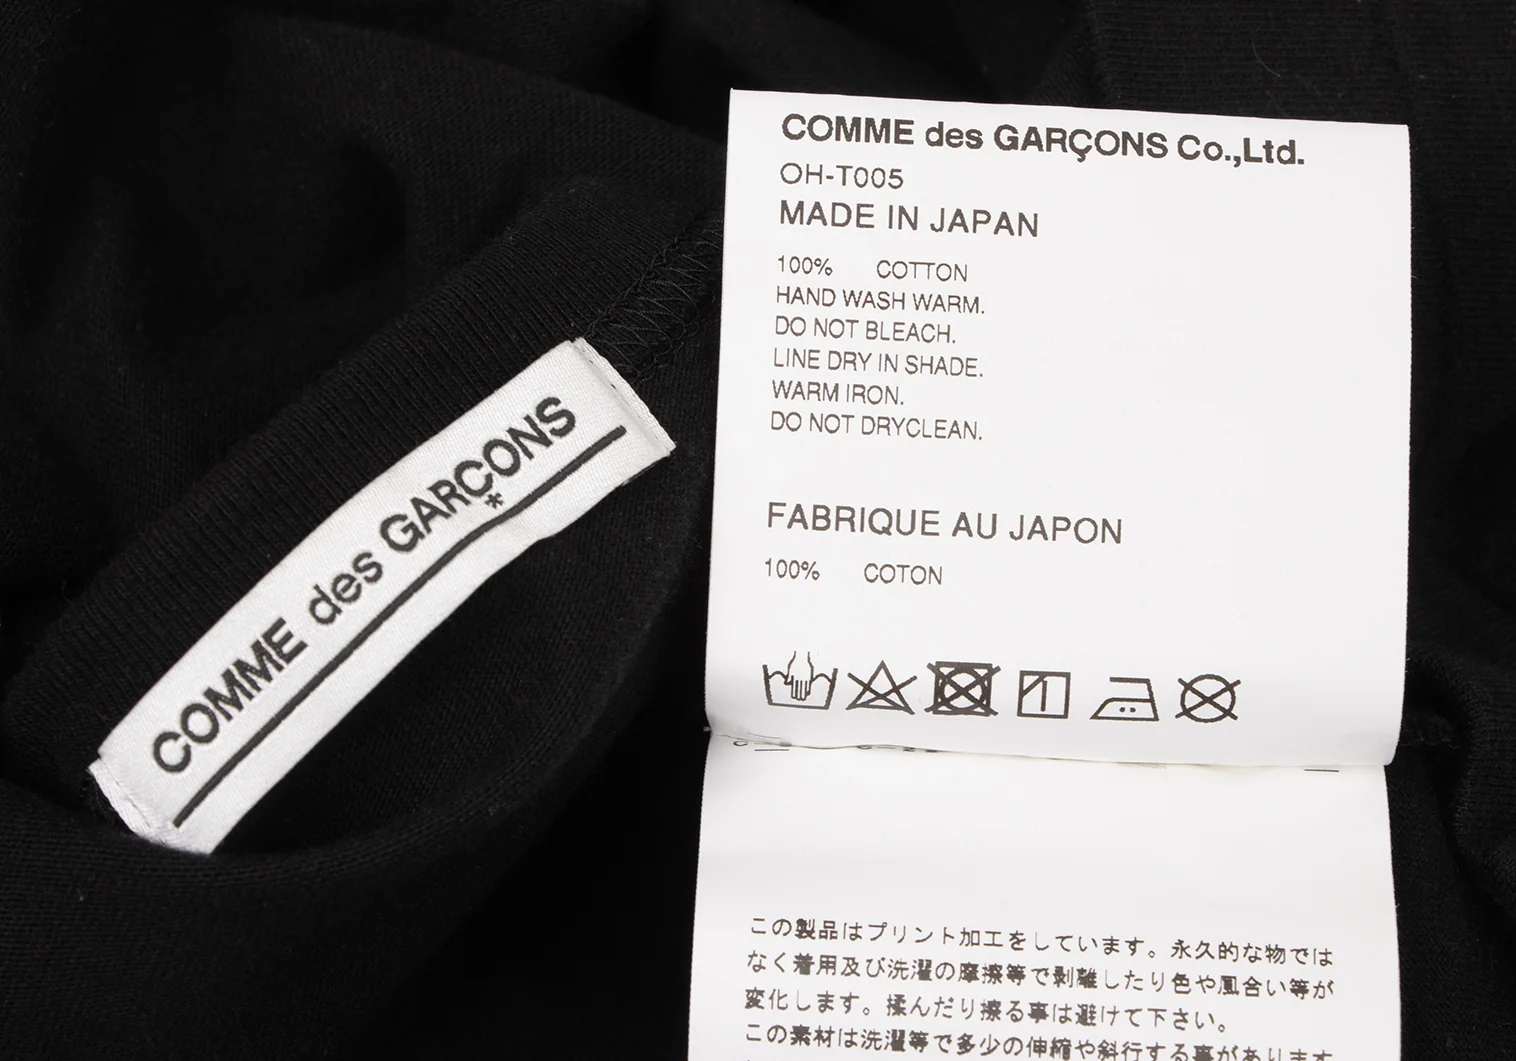 COMME des GARÇONS
*
COMME des GARÇONS Co.,Ltd.
OH-T005
MADE IN JAPAN
100% COTTON
HAND WASH WARM.
DO NOT BLEACH.
LINE DRY IN SHADE.
WARM IRON.
DO NOT DRYCLEAN.
FABRIQUE AU JAPON
100% COTON
この製品はプリント加工をしています。永久的な物では
なく着用及び洗濯の摩擦等で剥離したり色や風合い等が
変化します。揉んだり擦る事は避けて下さい。
この素材は洗濯等で多少の伸縮や斜行する事があります